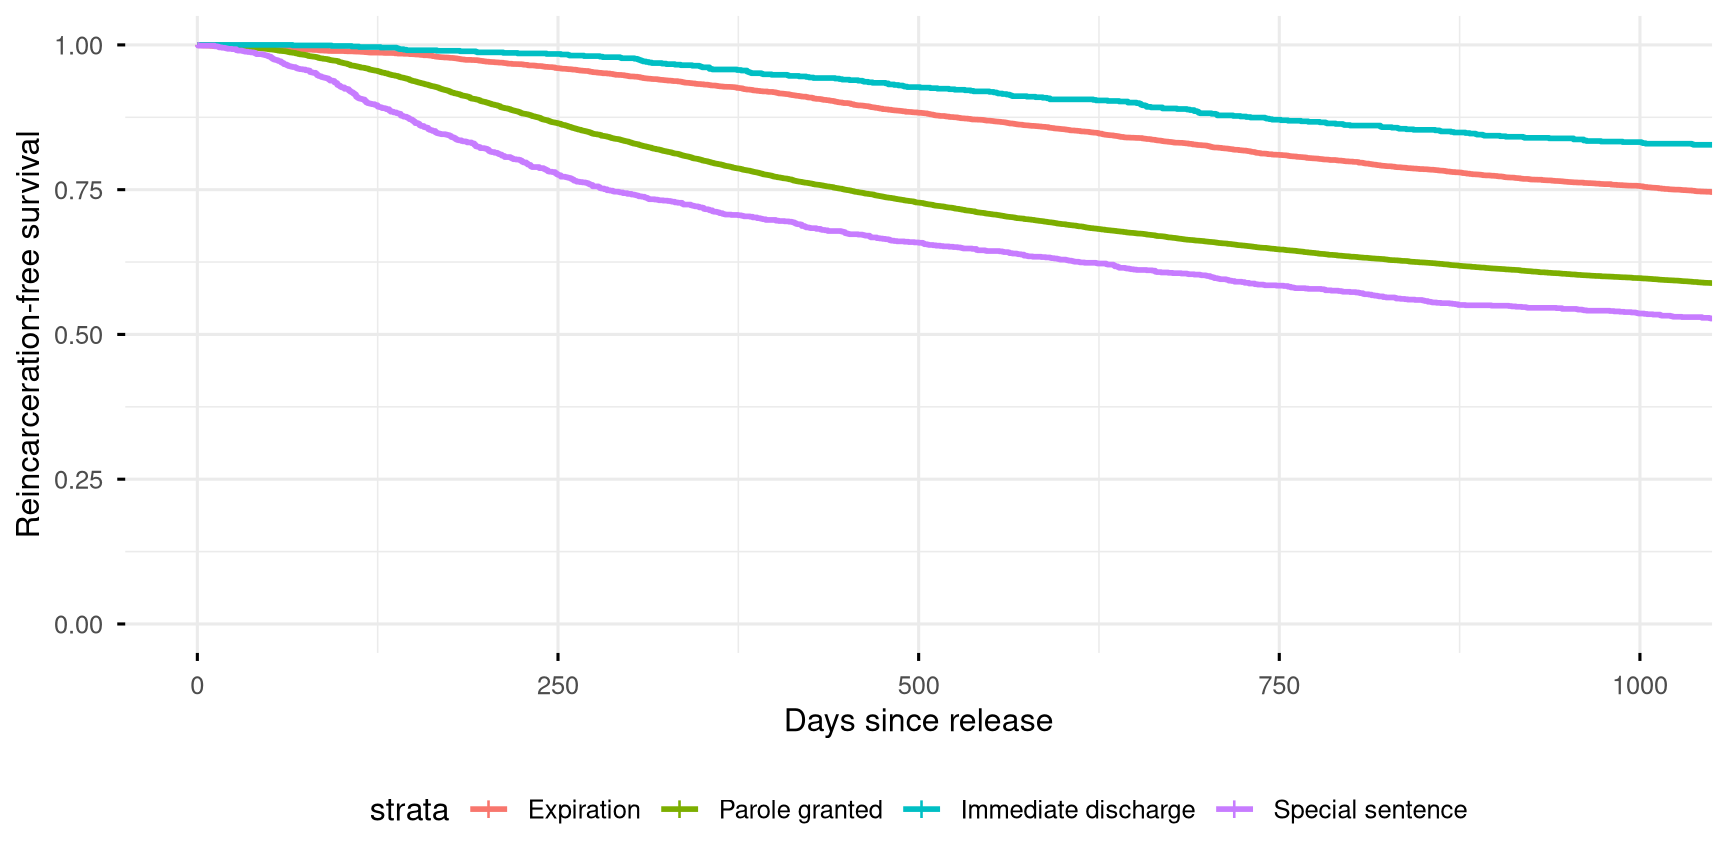 Reincarceration-free survival
1.00
0.75
0.50
0.25
0.00
0 250 500 750 1000
Days since release
strata Expiration Parole granted Immediate discharge Special sentence